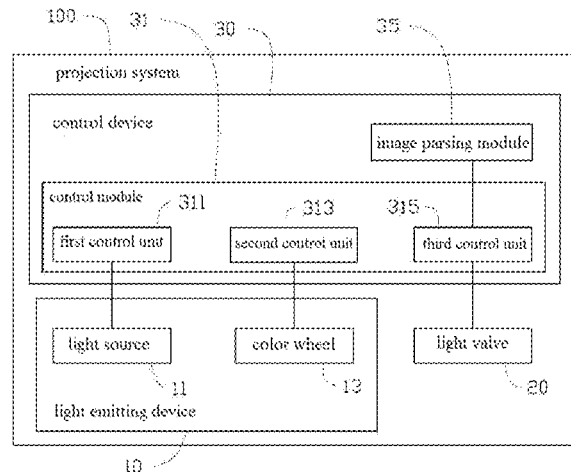 100
31
30
35
projection system
control device
image parsing module
control module
311
313
315
first control unit
second control unit
third control unit
light source
color wheel
light valve
11
13
20
light emitting device
10